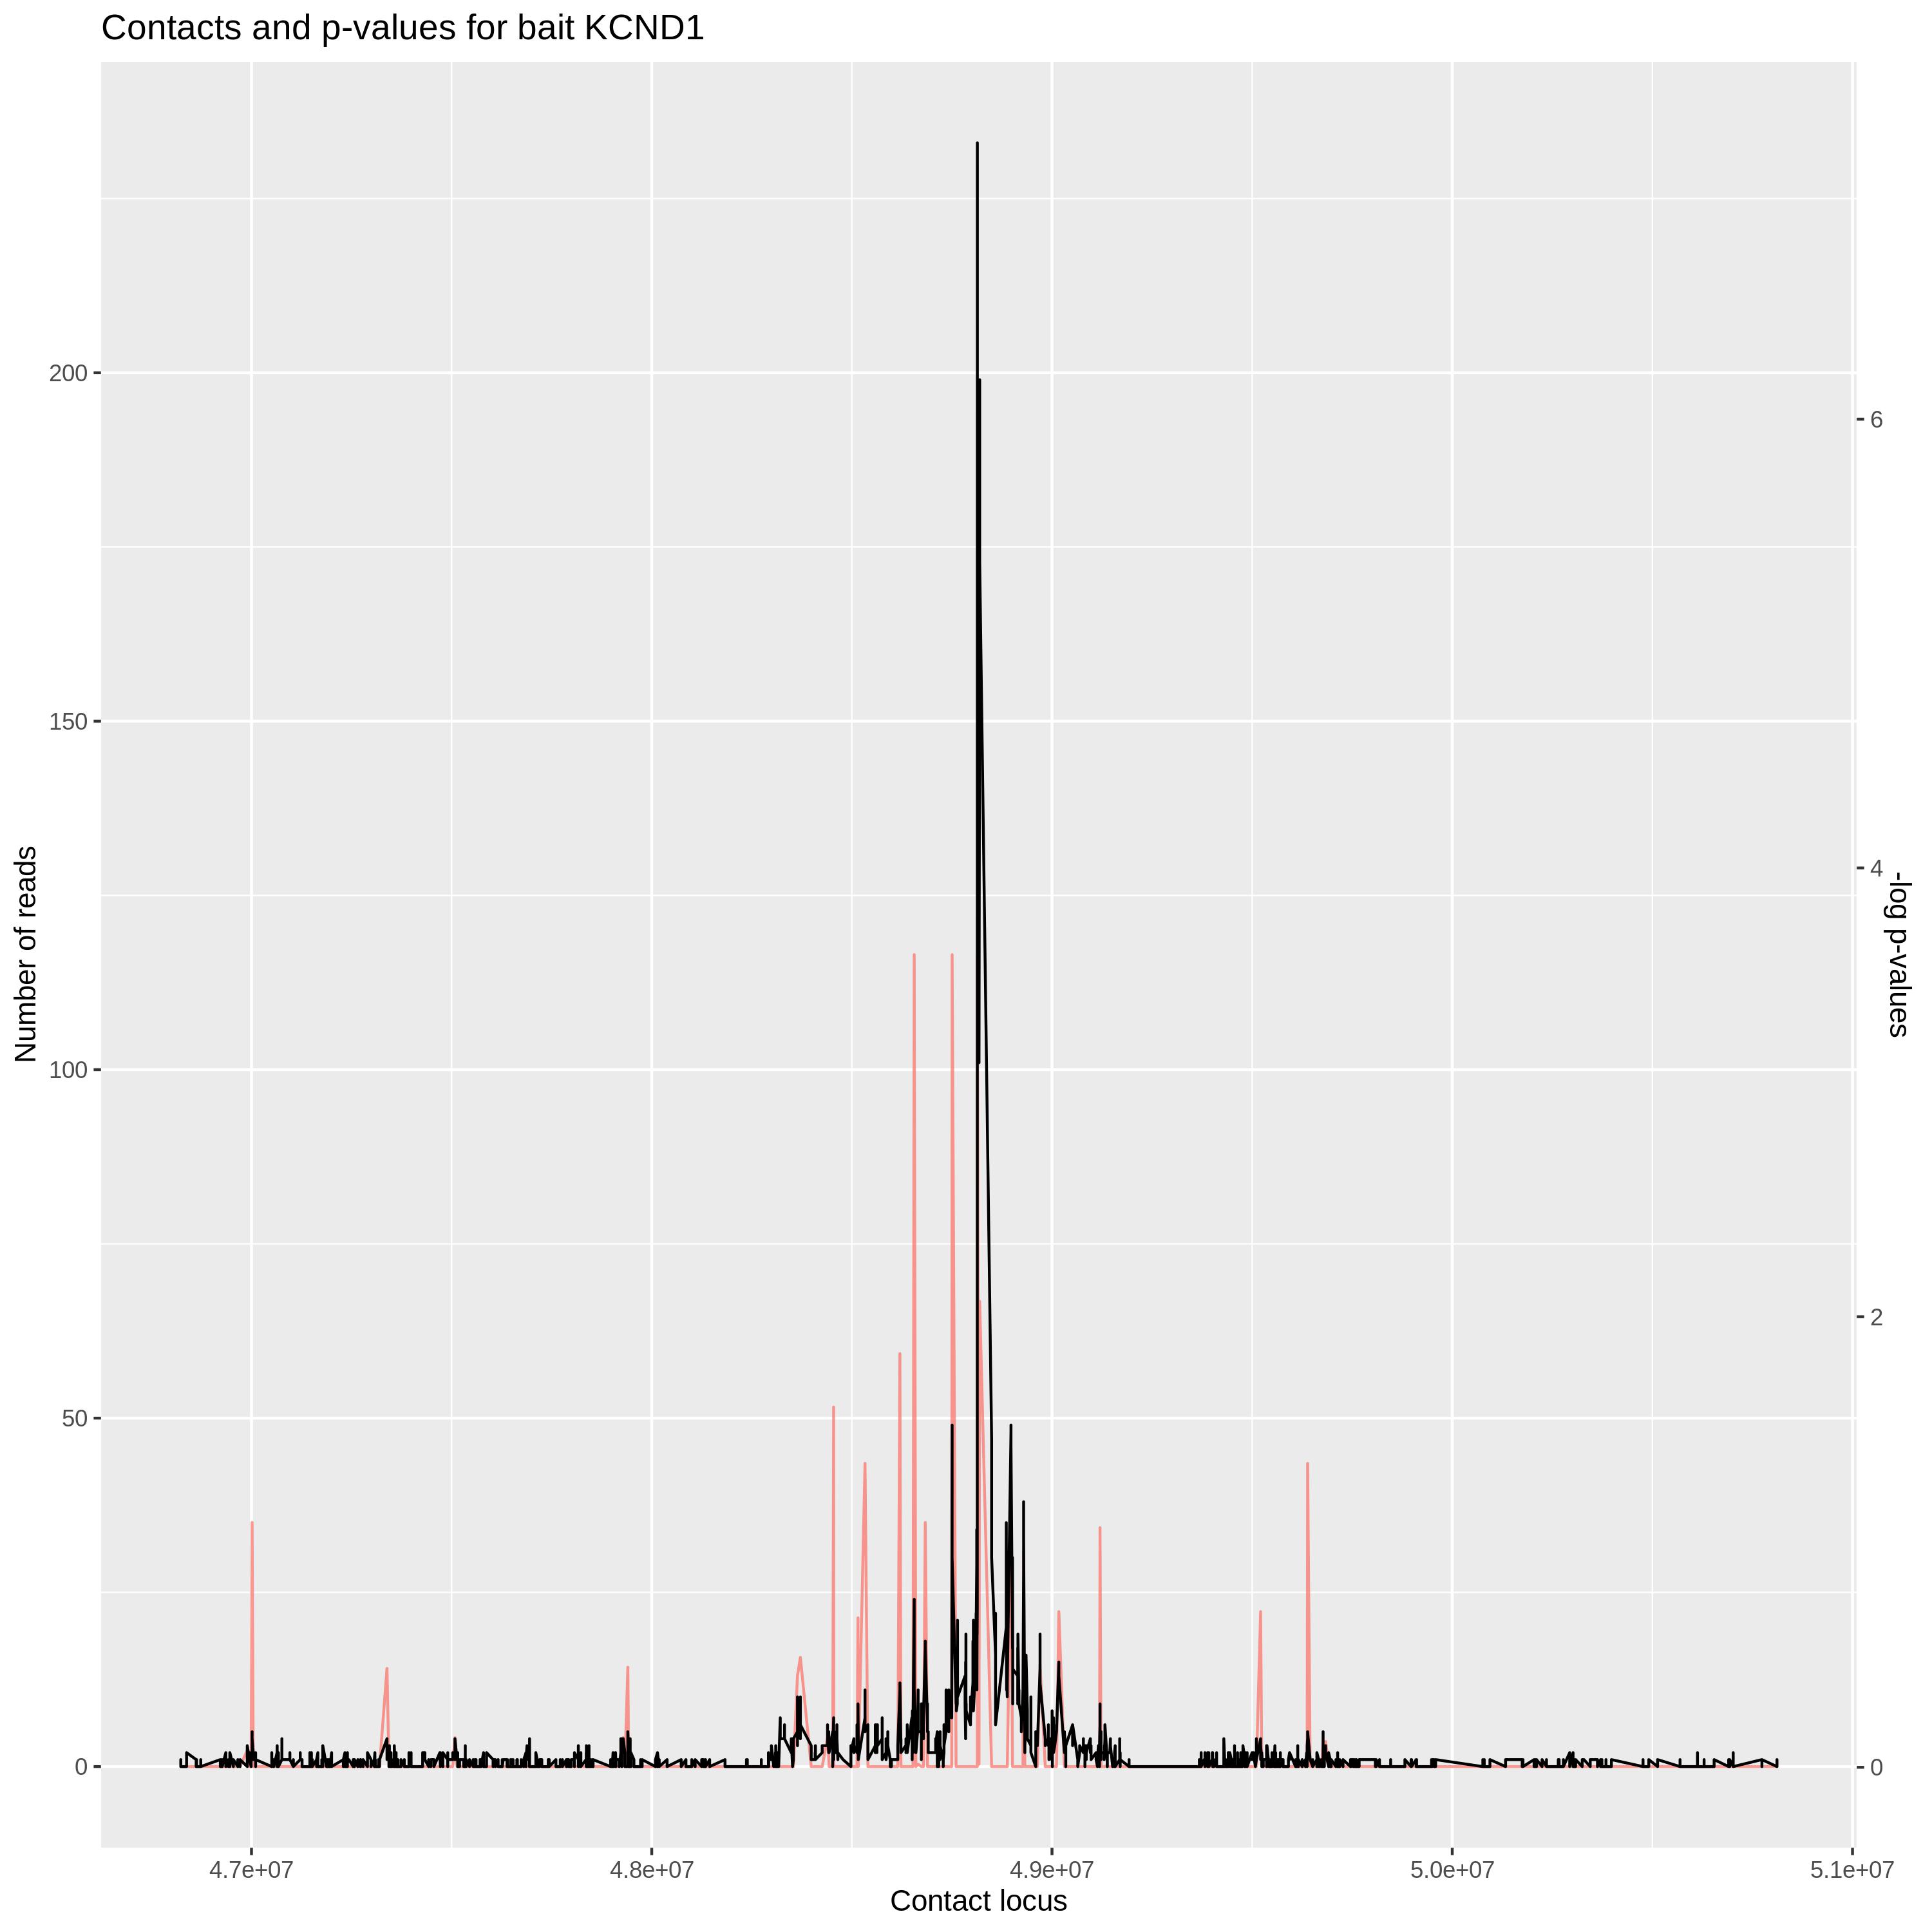 Contacts and p-values for bait KCND1
Number of reads
200
150
100
50
0
6
4
2
0
-log p-values
4.7e+07
4.8e+07
4.9e+07
5.0e+07
5.1e+07
Contact locus